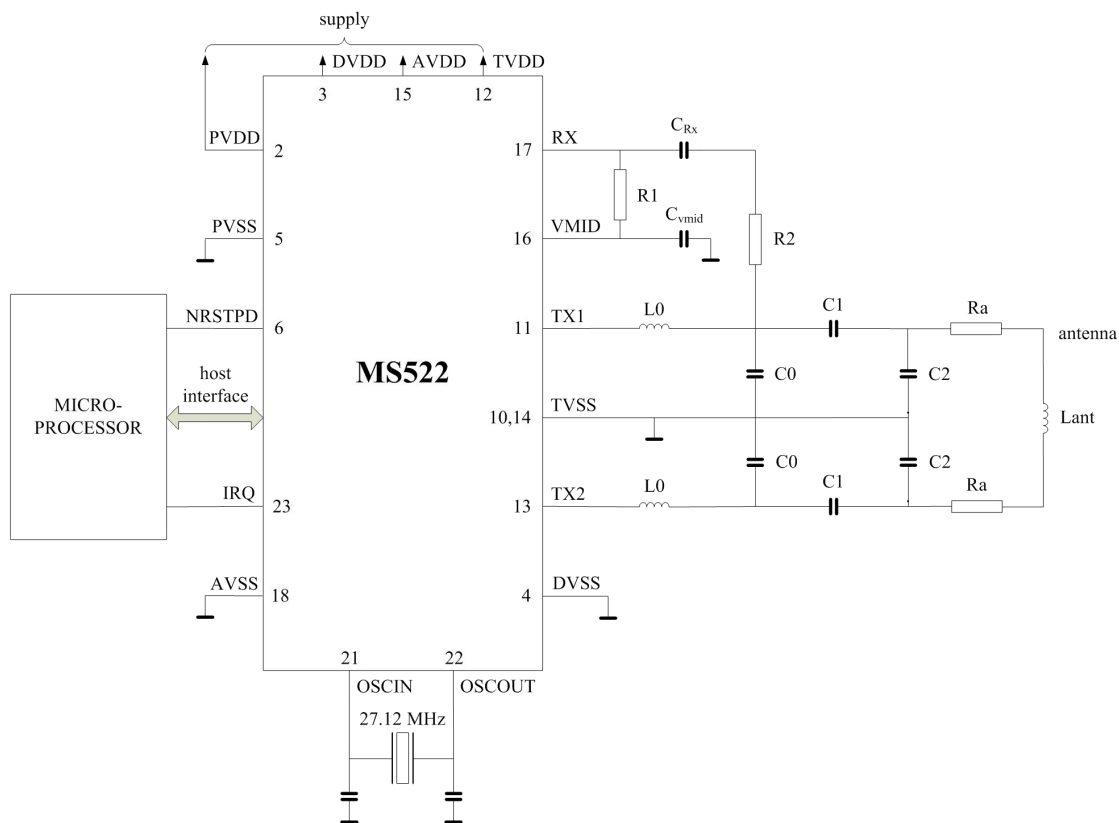 supply
DVDD
AVDD
TVDD
3
15
12
PVDD
2
17
RX
C_Rx
R1
PVSS
5
16
VMID
C_vmid
R2
NRSTPD
6
11
TX1
L0
C1
Ra
antenna
MS522
host
interface
C0
C2
MICRO-
PROCESSOR
10,14
TVSS
Lant
C0
C2
IRQ
23
13
TX2
L0
C1
Ra
AVSS
18
4
DVSS
21
22
OSCIN
OSCOUT
27.12 MHz